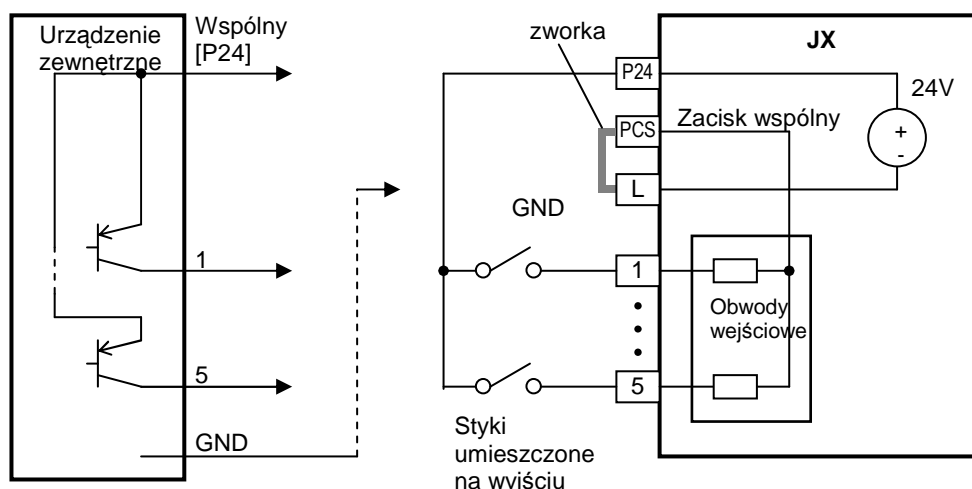 Urządzenie
zewnętrzne
Wspólny
[P24]
1
5
GND
zworka
JX
P24
24V
PCS
Zacisk wspólny
+
-
L
GND
1
Obwody
wejściowe
5
Styki
umieszczone
na wyjściu